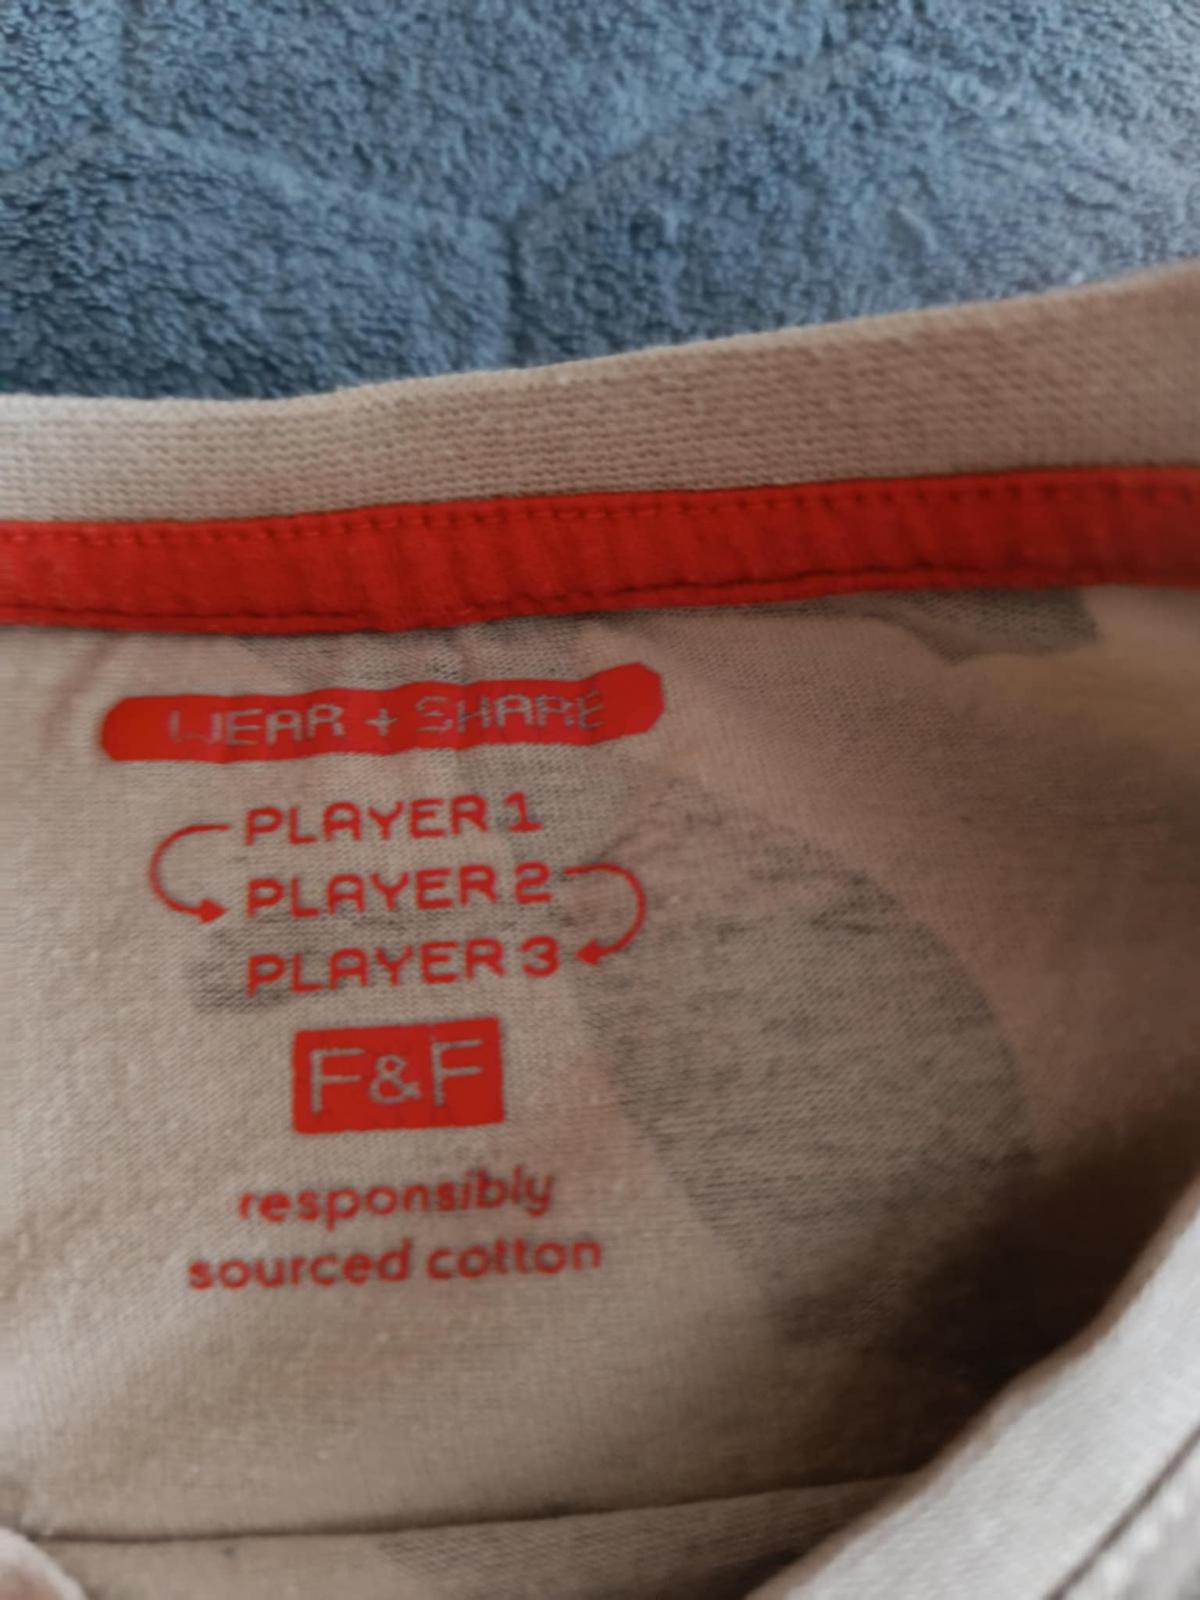 WEAR + SHARE
PLAYER 1
PLAYER 2
PLAYER 3
F&F
responsibly
sourced cotton